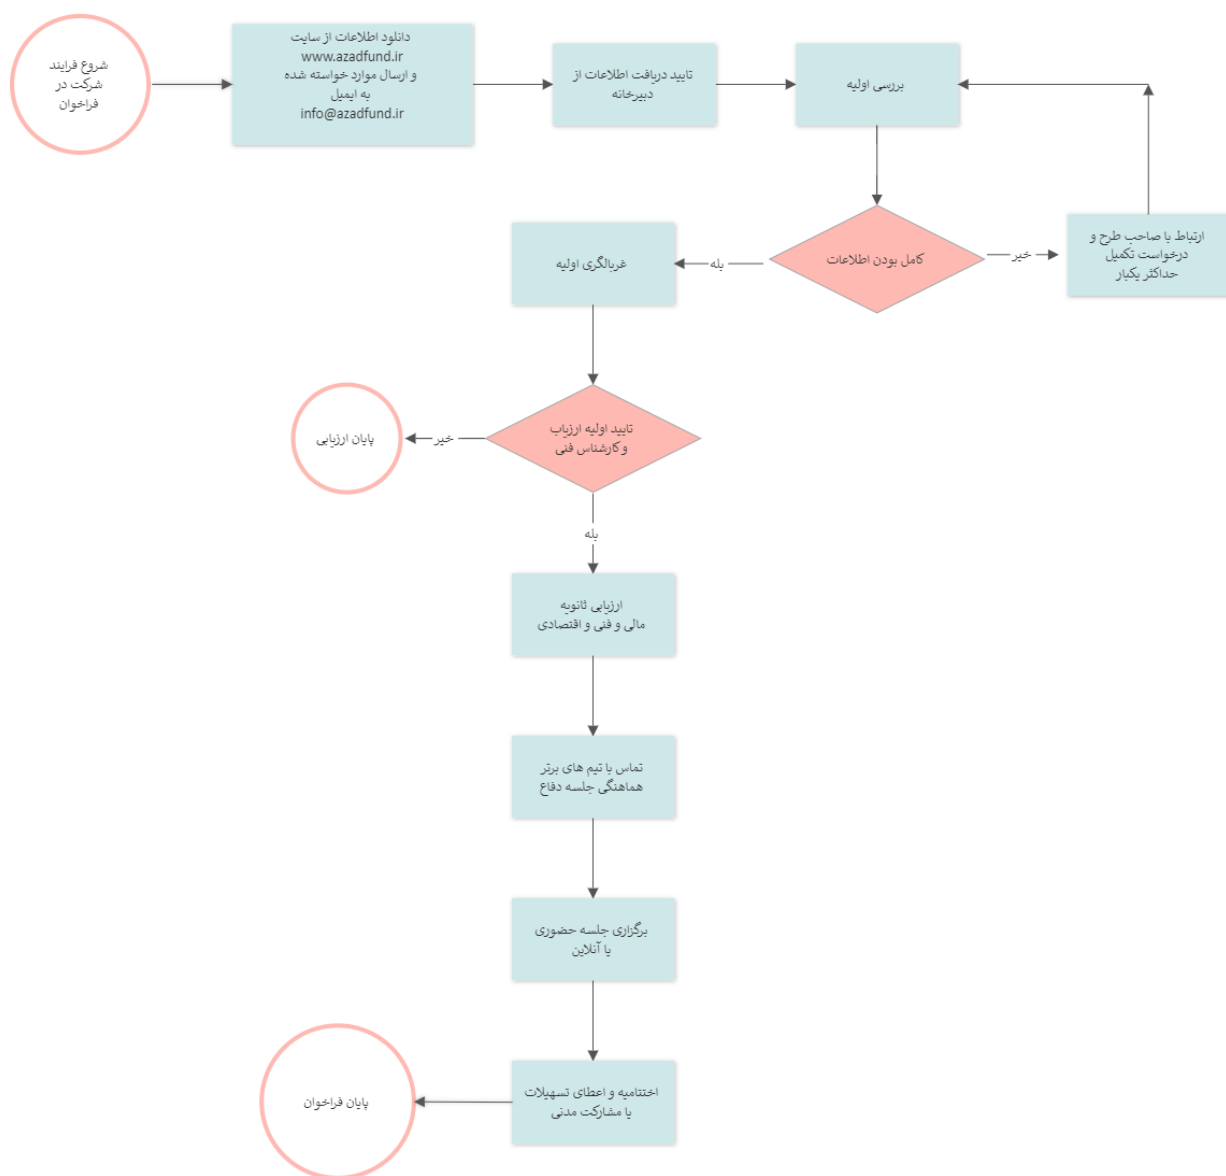 شروع فرایند
شرکت در
فراخوان
دانلود اطلاعات از سایت
www.azadfund.ir
و ارسال موارد خواسته شده
به ایمیل
info@azadfund.ir
تایید دریافت اطلاعات از
دبیرخانه
بررسی اولیه
کامل بودن اطلاعات
خیر
ارتباط با صاحب طرح و
درخواست تکمیل
حداکثر یکبار
بله
غربالگری اولیه
تایید اولیه ارزیاب
و کارشناس فنی
خیر
پایان ارزیابی
بله
ارزیابی ثانویه
مالی و فنی و اقتصادی
تماس با تیم های برتر
هماهنگی جلسه دفاع
برگزاری جلسه حضوری
یا آنلاین
اختتامیه و اعطای تسهیلات
یا مشارکت مدنی
پایان فراخوان